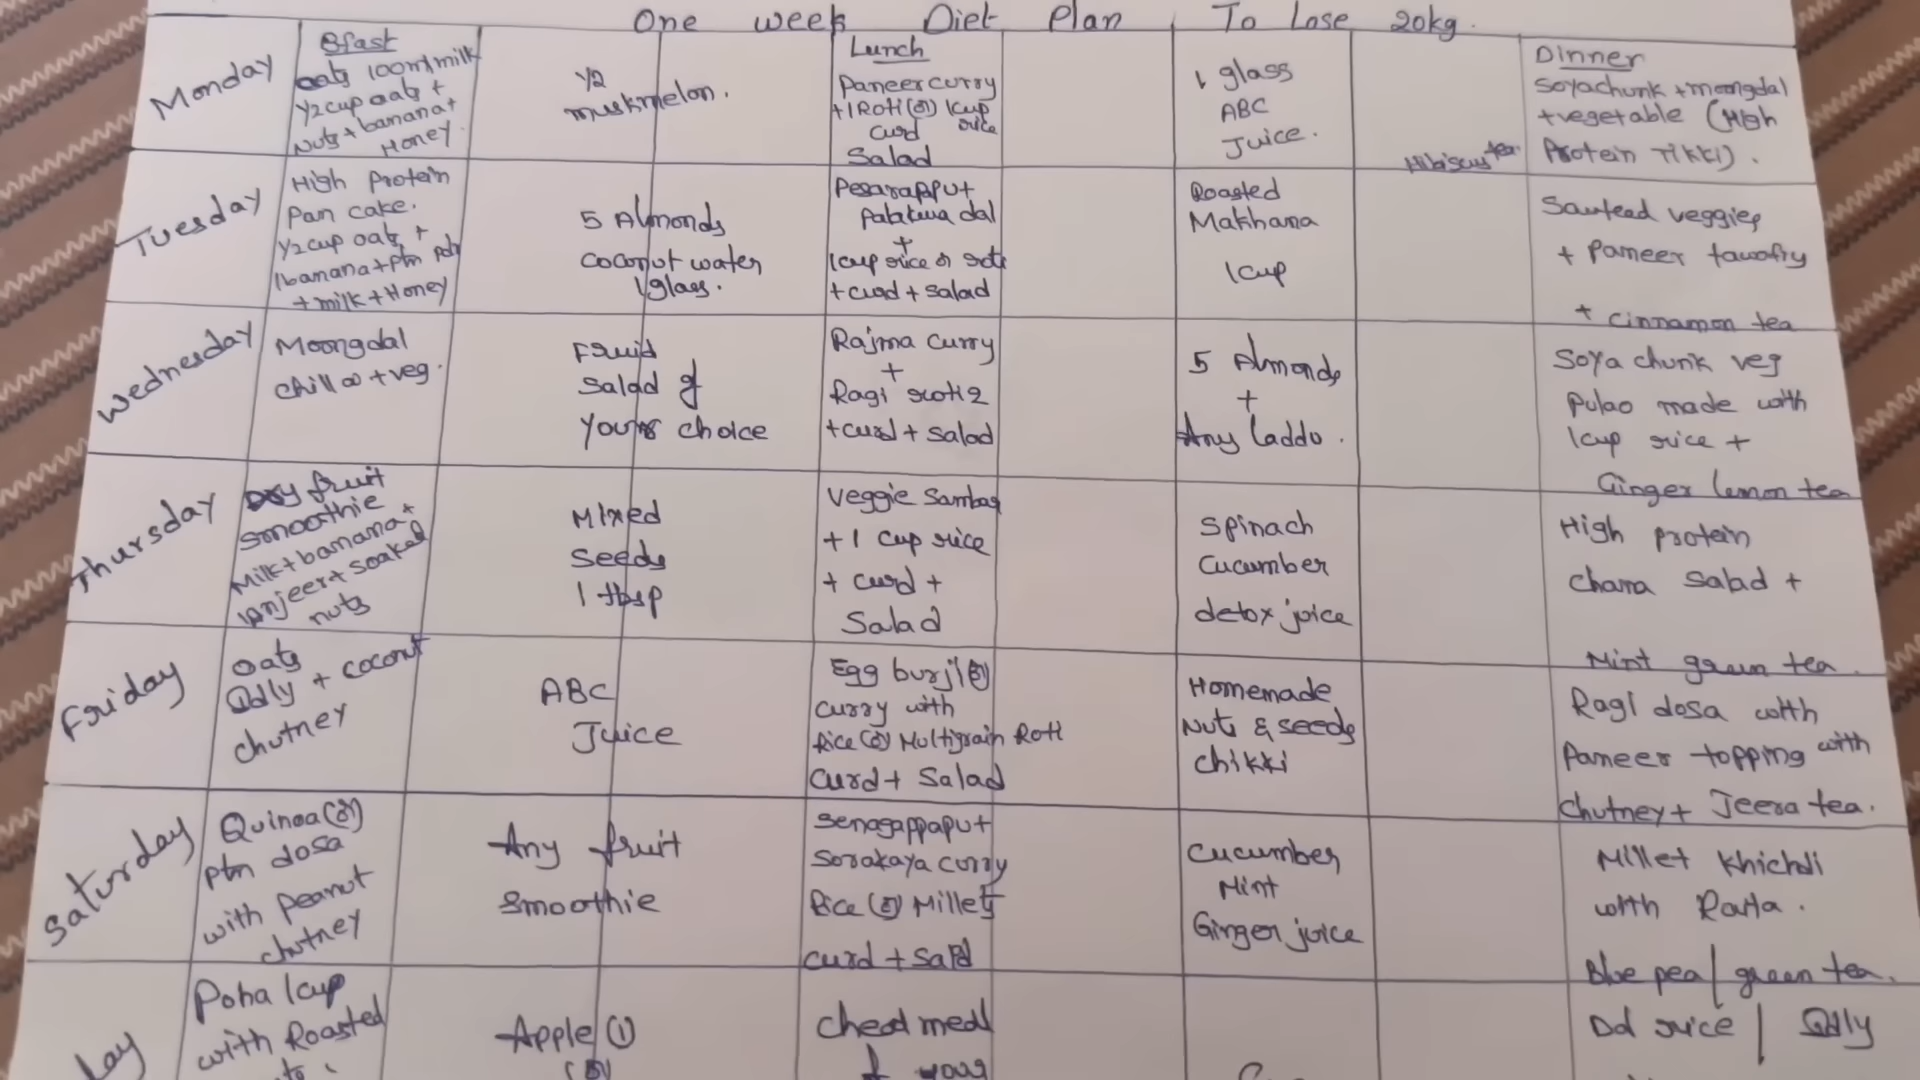 One week Diet Plan To Lose 20kg.
Monday
Bfast
oats 100ml milk
1/2 cup oats +
Nuts + banana +
Honey.
1/2
muskmelon.
Lunch
Paneer curry
+ 1 Roti (or) 1 cup
curd rice
Salad
1 glass
ABC
Juice.
Hibiscus tea
Dinner
Soyachunk + moongdal
+ vegetable (High
Protein Tikki).
Tuesday
High Protein
Pan cake.
1/2 cup oats +
1 banana + ptn pdr
+ milk + Honey
5 Almonds
coconut water
1 glass.
Pesarappu +
Palakura dal
+
1 cup rice or roti
+ curd + salad
Roasted
Makhana
1 cup
Sautead veggies
+ Paneer tawafry
+ cinnamon tea
Wednesday
Moongdal
chilla + veg.
Fruid
Salad of
your choice
Rajma curry
+
Ragi roti 2
+ curd + salad
5 Almonds
+
Any laddo.
Soya chunk veg
Pulao made with
1 cup rice +
Ginger lemon tea
Thursday
Dry fruit
smoothie
Milk + banana +
anjeer + soaked
nuts
Mixed
Seeds
1 tbsp
Veggie Sambar
+ 1 cup rice
+ curd +
Salad
Spinach
Cucumber
detox juice
High protein
chana salad +
Mint green tea.
Friday
Oats
Idly + coconut
chutney
ABC
Juice
Egg burji (or)
curry with
Rice (or) Multigrain Roti
Curd + Salad
Homemade
Nuts & seeds
chikki
Ragi dosa with
Paneer topping with
chutney + Jeera tea.
Saturday
Quinoa (or)
ptn dosa
with peanut
chutney
Any fruit
Smoothie
Senagappapu +
Sorakaya curry
Rice (or) Millets
curd + salad
Cucumber
Mint
Ginger juice
Millet Khichdi
with Raita.
Blue pea / green tea.
day
Poha 1 cup
with Roasted
Apple (1)
(or)
cheat meal
of your
Dal rice / Idly